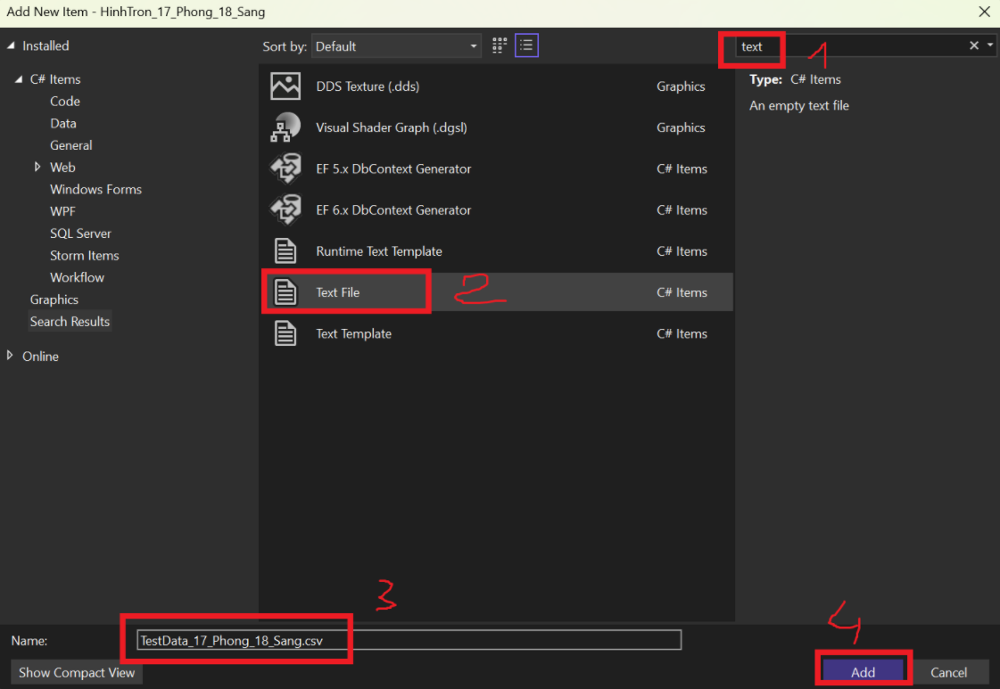 Add New Item - HinhTron_17_Phong_18_Sang
Installed
C# Items
Code
Data
General
Web
Windows Forms
WPF
SQL Server
Storm Items
Workflow
Graphics
Search Results
Online
Sort by: Default
DDS Texture (.dds) Graphics
Visual Shader Graph (.dgsl) Graphics
EF 5.x DbContext Generator C# Items
EF 6.x DbContext Generator C# Items
Runtime Text Template C# Items
Text File 2 C# Items
Text Template C# Items
text 1
Type: C# Items
An empty text file
3
Name: TestData_17_Phong_18_Sang.csv
4
Show Compact View Add Cancel